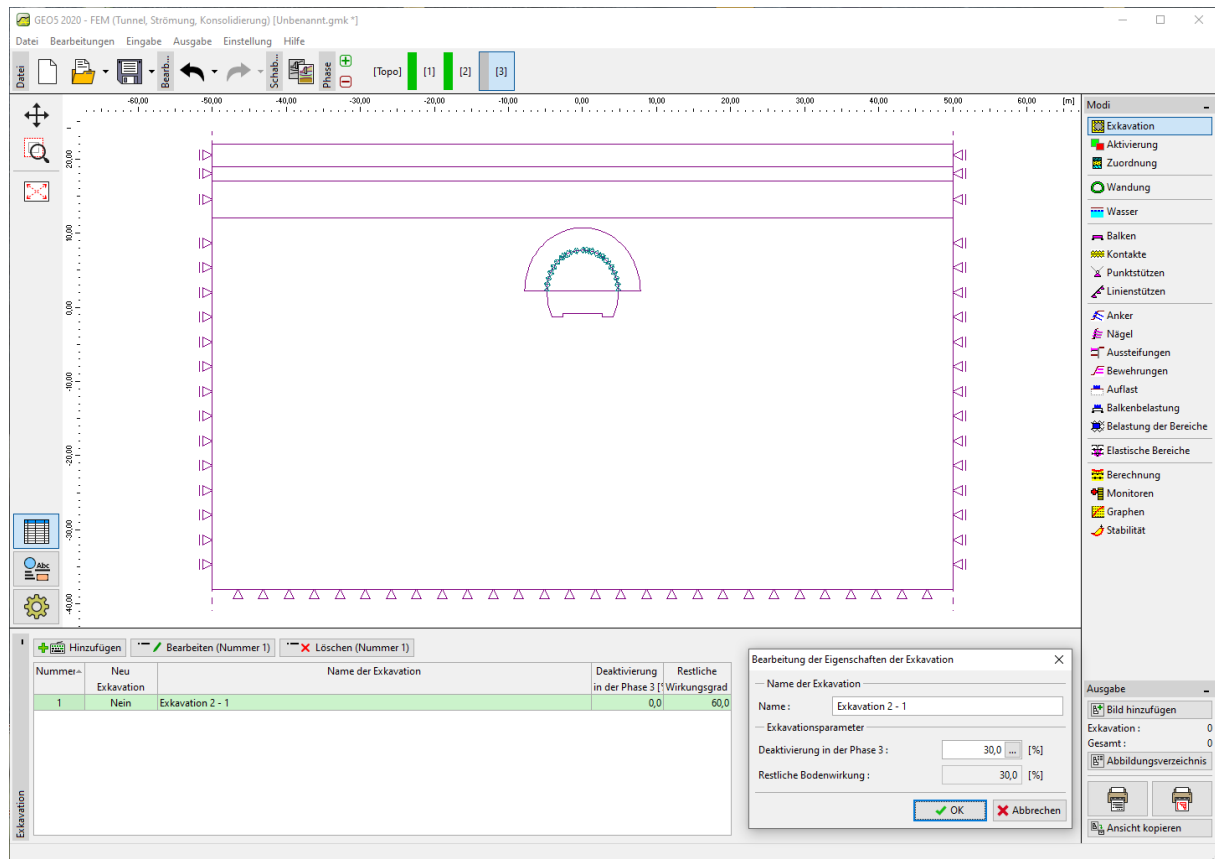 GEO5 2020 - FEM (Tunnel, Strömung, Konsolidierung) [Unbenannt.gmk *]
Datei Bearbeitungen Eingabe Ausgabe Einstellung Hilfe
Datei
Bearb...
Schab...
Phase
[Topo] [1] [2] [3]
-60,00 -50,00 -40,00 -30,00 -20,00 -10,00 0,00 10,00 20,00 30,00 40,00 50,00 60,00 [m]
20,00
10,00
0,00
-10,00
-20,00
-30,00
-40,00
Abc
Modi
Exkavation
Aktivierung
Zuordnung
Wandung
Wasser
Balken
Kontakte
Punktstützen
Linienstützen
Anker
Nägel
Aussteifungen
Bewehrungen
Auflast
Balkenbelastung
Belastung der Bereiche
Elastische Bereiche
Berechnung
Monitoren
Graphen
Stabilität
Exkavation
Hinzufügen Bearbeiten (Nummer 1) Löschen (Nummer 1)
Nummer Neu Name der Exkavation Deaktivierung Restliche
Exkavation in der Phase 3 [° Wirkungsgrad
1 Nein Exkavation 2 - 1 0,0 60,0
Bearbeitung der Eigenschaften der Exkavation
Name der Exkavation
Name : Exkavation 2 - 1
Exkavationsparameter
Deaktivierung in der Phase 3 : 30,0 ... [%]
Restliche Bodenwirkung : 30,0 [%]
OK Abbrechen
Ausgabe
Bild hinzufügen
Exkavation : 0
Gesamt : 0
Abbildungsverzeichnis
Ansicht kopieren